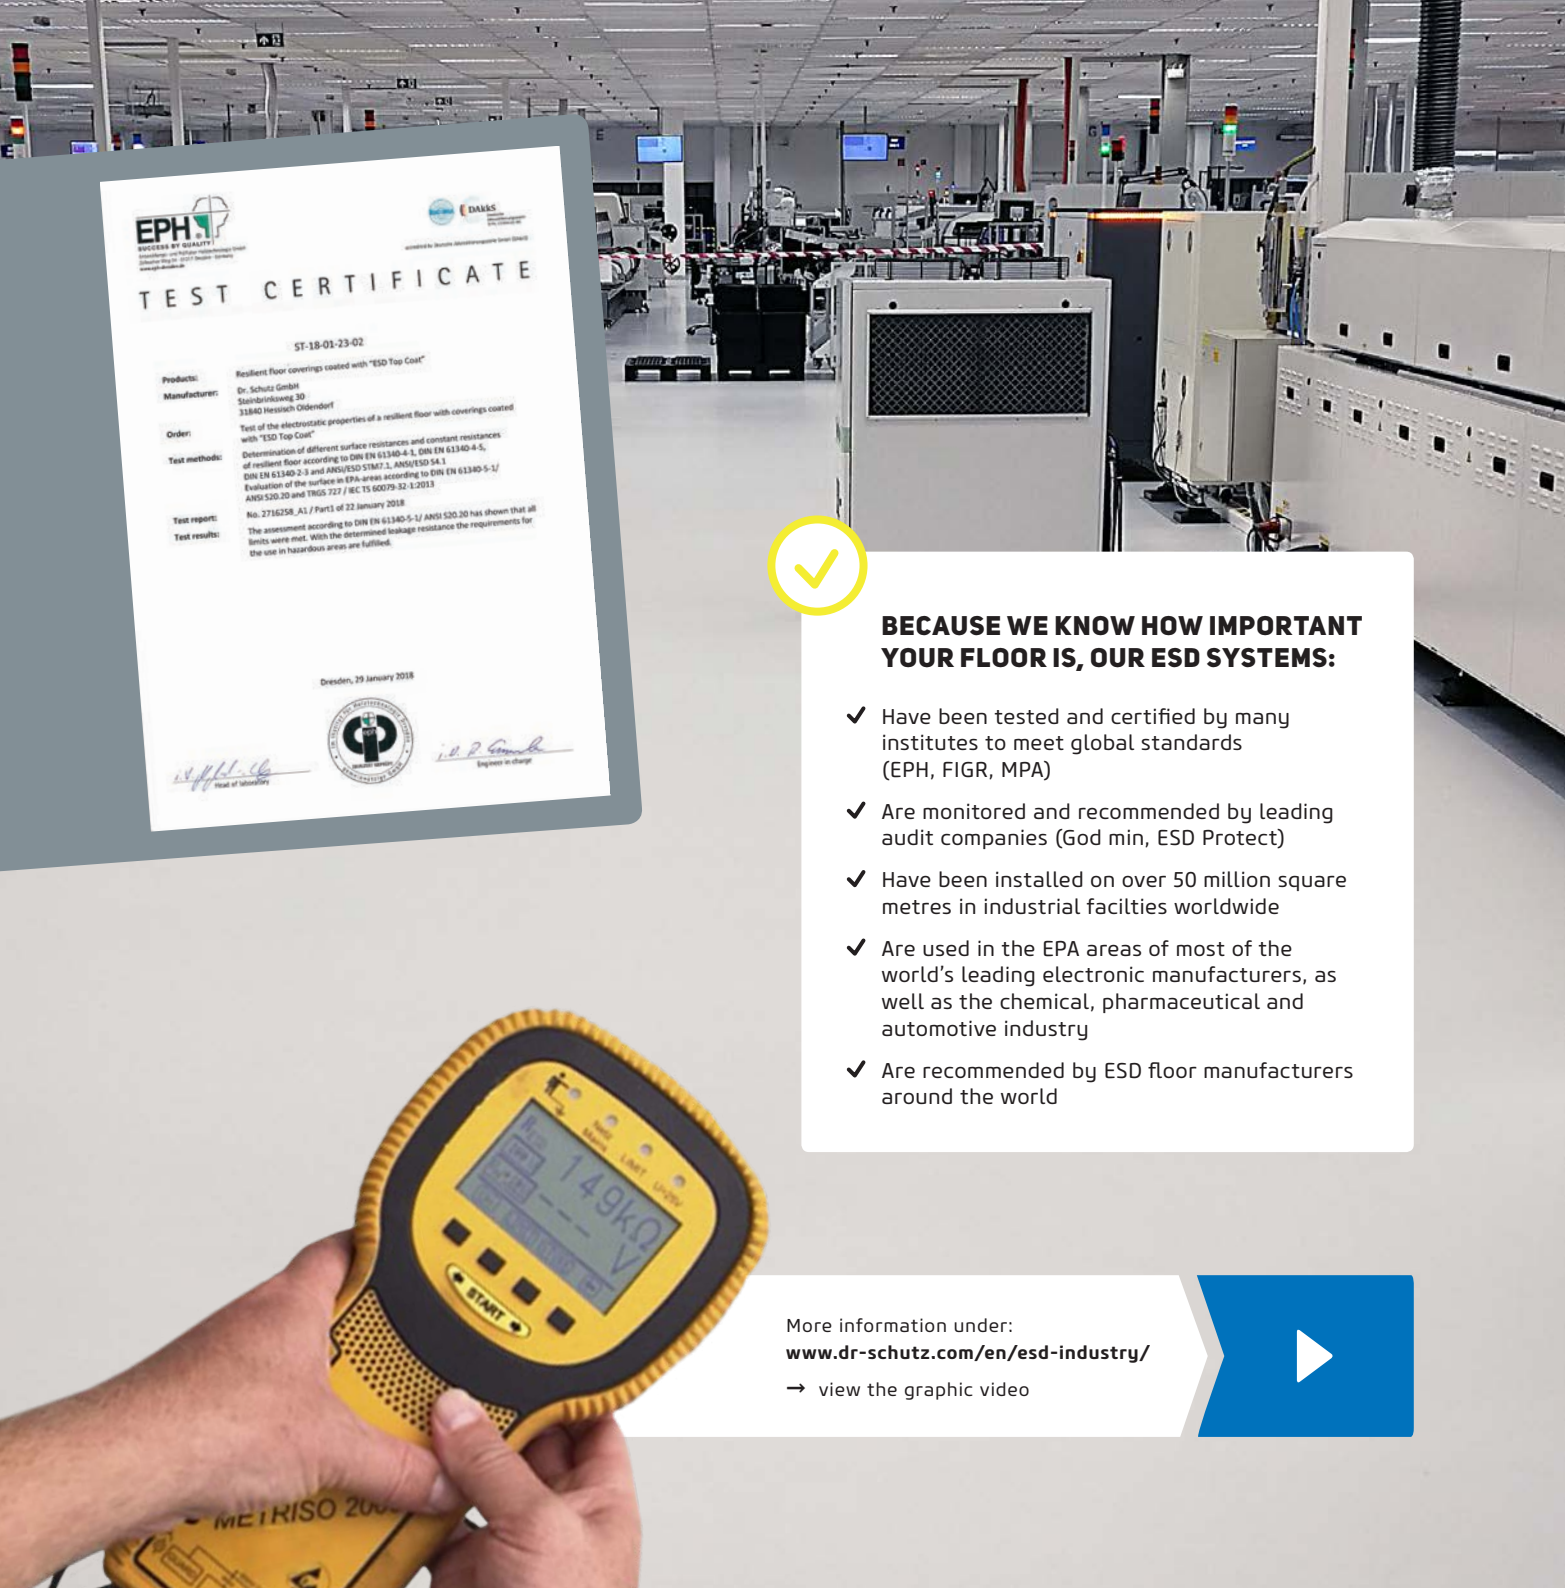 EPH
SUCCESS BY QUALITY
DAkkS
TEST CERTIFICATE
ST-18-01-23-02
Products: Resilient floor coverings coated with "ESD Top Coat"
Manufacturer: Dr. Schutz GmbH
Steinbrinksweg 30
31840 Hessisch Oldendorf
Order: Test of the electrostatic properties of a resilient floor with coverings coated
with "ESD Top Coat"
Test methods: Determination of different surface resistances and constant resistances
of resilient floor according to DIN EN 61340-4-1, DIN EN 61340-4-5,
DIN EN 61340-2-3 and ANSI/ESD STM7.1, ANSI/ESD S4.1
Evaluation of the surface in EPA-areas according to DIN EN 61340-5-1/
ANSI S20.20 and TRGS 727 / IEC TS 60079-32-1:2013
Test report: No. 2716258_A1 / Part1 of 22 January 2018
Test results: The assessment according to DIN EN 61340-5-1/ ANSI S20.20 has shown that all
limits were met. With the determined leakage resistance the requirements for
the use in hazardous areas are fulfilled.
Dresden, 29 January 2018
eph
Head of laboratory
Engineer in charge
BECAUSE WE KNOW HOW IMPORTANT
YOUR FLOOR IS, OUR ESD SYSTEMS:
Have been tested and certified by many
institutes to meet global standards
(EPH, FIGR, MPA)
Are monitored and recommended by leading
audit companies (God min, ESD Protect)
Have been installed on over 50 million square
metres in industrial facilties worldwide
Are used in the EPA areas of most of the
world's leading electronic manufacturers, as
well as the chemical, pharmaceutical and
automotive industry
Are recommended by ESD floor manufacturers
around the world
Netz
Mains
LIMIT
U>25V
149kΩ
--- V
START
METRISO
More information under:
www.dr-schutz.com/en/esd-industry/
→ view the graphic video